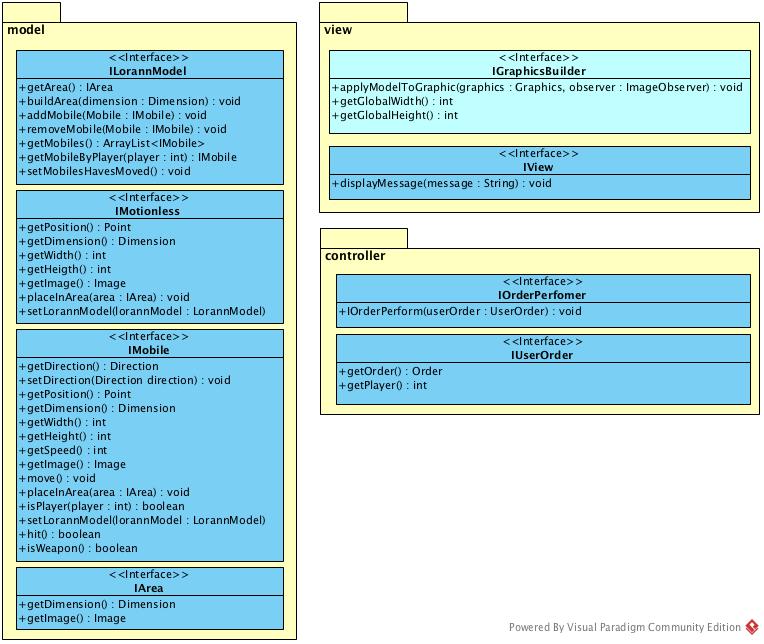 model
<<Interface>>
ILorannModel
+getArea() : IArea
+buildArea(dimension : Dimension) : void
+addMobile(Mobile : IMobile) : void
+removeMobile(Mobile : IMobile) : void
+getMobiles() : ArrayList<IMobile>
+getMobileByPlayer(player : int) : IMobile
+setMobilesHavesMoved() : void
<<Interface>>
IMotionless
+getPosition() : Point
+getDimension() : Dimension
+getWidth() : int
+getHeigth() : int
+getImage() : Image
+placeInArea(area : IArea) : void
+setLorannModel(lorannModel : LorannModel)
<<Interface>>
IMobile
+getDirection() : Direction
+setDirection(Direction direction) : void
+getPosition() : Point
+getDimension() : Dimension
+getWidth() : int
+getHeight() : int
+getSpeed() : int
+getImage() : Image
+move() : void
+placeInArea(area : IArea) : void
+isPlayer(player : int) : boolean
+setLorannModel(lorannModel : LorannModel)
+hit() : boolean
+isWeapon() : boolean
<<Interface>>
IArea
+getDimension() : Dimension
+getImage() : Image
view
<<Interface>>
IGraphicsBuilder
+applyModelToGraphic(graphics : Graphics, observer : ImageObserver) : void
+getGlobalWidth() : int
+getGlobalHeight() : int
<<Interface>>
IView
+displayMessage(message : String) : void
controller
<<Interface>>
IOrderPerfomer
+IOrderPerform(userOrder : UserOrder) : void
<<Interface>>
IUserOrder
+getOrder() : Order
+getPlayer() : int
Powered By Visual Paradigm Community Edition